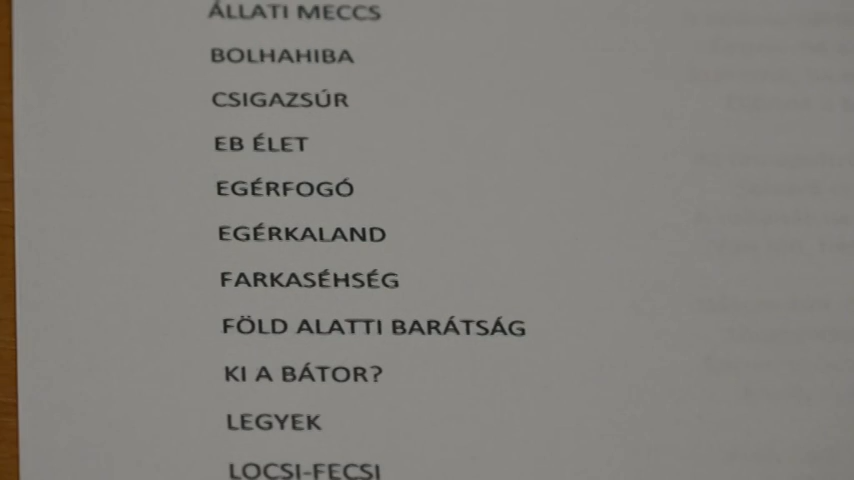 ÁLLATI MECCS
BOLHAHIBA
CSIGAZSÚR
EB ÉLET
EGÉRFOGÓ
EGÉRKALAND
FARKASÉHSÉG
FÖLD ALATTI BARÁTSÁG
KI A BÁTOR?
LEGYEK
LOCSI-FECSI